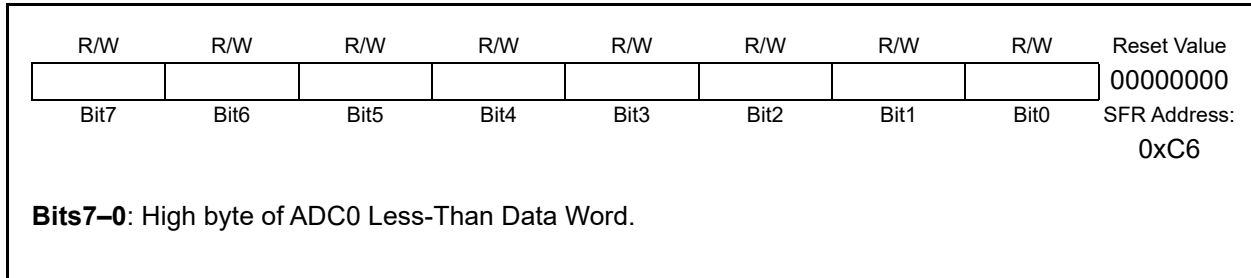 R/W R/W R/W R/W R/W R/W R/W R/W Reset Value
00000000
Bit7 Bit6 Bit5 Bit4 Bit3 Bit2 Bit1 Bit0 SFR Address:
0xC6
Bits7–0: High byte of ADC0 Less-Than Data Word.